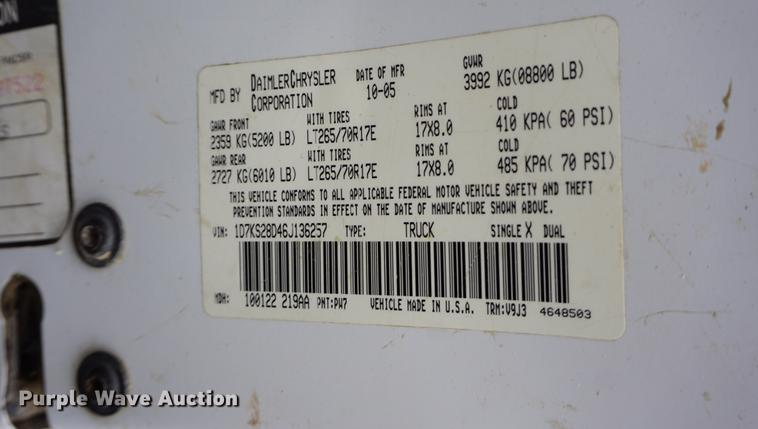 ON
MFD BY DAIMLERCHRYSLER CORPORATION DATE OF MFR 10-05 GVWR 3992 KG(08800 LB)
GAWR FRONT WITH TIRES RIMS AT COLD
2359 KG(5200 LB) LT265/70R17E 17X8.0 410 KPA( 60 PSI)
GAWR REAR WITH TIRES RIMS AT COLD
2727 KG(6010 LB) LT265/70R17E 17X8.0 485 KPA( 70 PSI)
THIS VEHICLE CONFORMS TO ALL APPLICABLE FEDERAL MOTOR VEHICLE SAFETY AND THEFT
PREVENTION STANDARDS IN EFFECT ON THE DATE OF MANUFACTURE SHOWN ABOVE.
VIN: 1D7KS28D46J136257 TYPE: TRUCK SINGLE X DUAL
MDH: 100122 219AA PNT:PW7 VEHICLE MADE IN U.S.A. TRM:V9J3 4648503
Purple Wave Auction